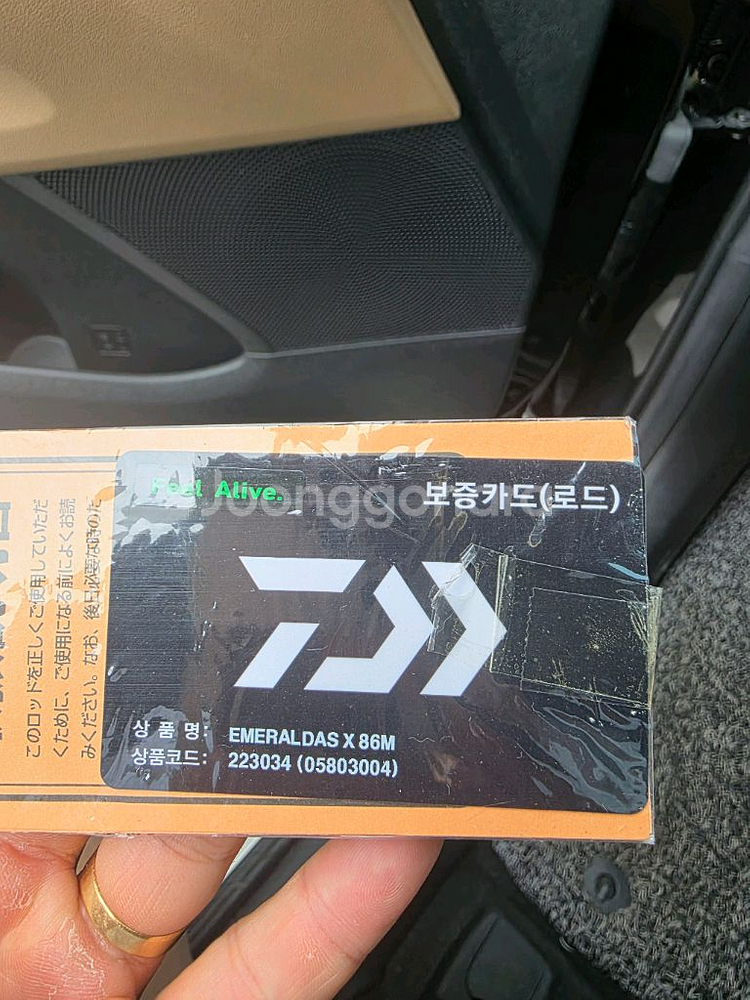 Feel Alive.
보증카드(로드)
상 품 명: EMERALDAS X 86M
상품코드: 223034 (05803004)
このロッドを正しくご使用していただ
くために、ご使用になる前によくお読
みください。なお、後日必要な時のた